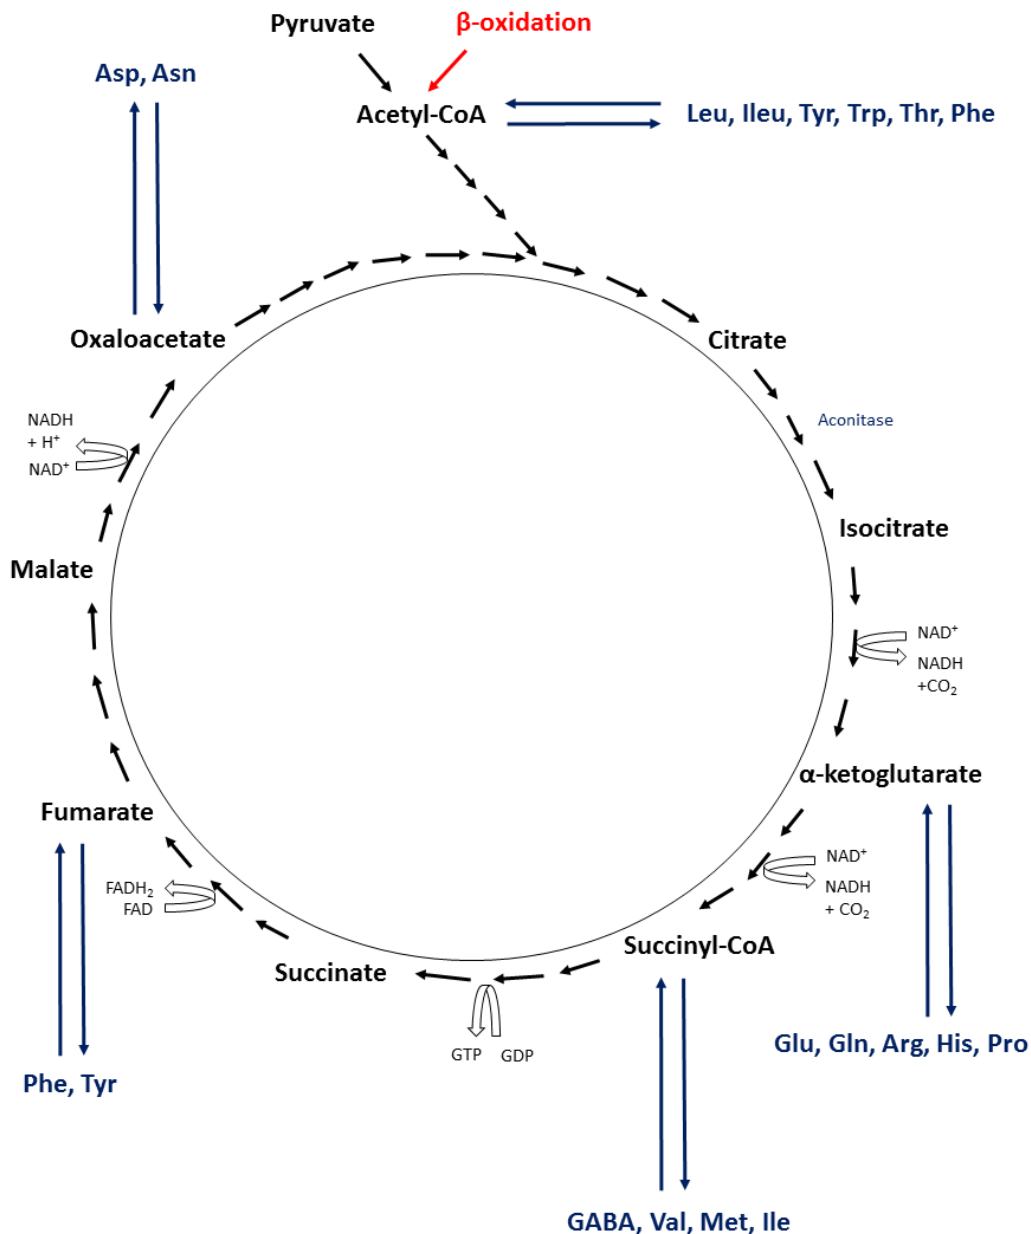 Pyruvate
β-oxidation
Asp, Asn
Acetyl-CoA
Leu, Ileu, Tyr, Trp, Thr, Phe
Oxaloacetate
Citrate
Aconitase
NADH
+ H⁺
NAD⁺
Isocitrate
Malate
NAD⁺
NADH
+CO₂
α-ketoglutarate
Fumarate
NAD⁺
NADH
+ CO₂
FADH₂
FAD
Succinyl-CoA
Succinate
GTP
GDP
Glu, Gln, Arg, His, Pro
Phe, Tyr
GABA, Val, Met, Ile